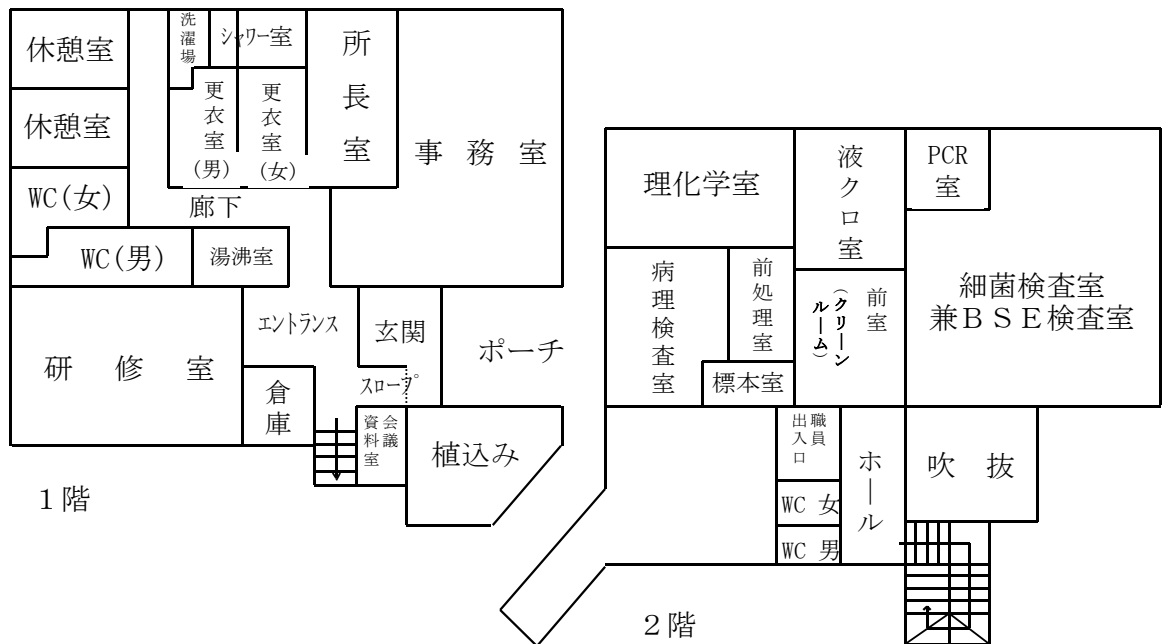 休憩室
洗濯場
シャワー室
所長室
休憩室
更衣室(男)
更衣室(女)
事務室
WC(女)
廊下
WC(男)
湯沸室
エントランス
玄関
ポーチ
研修室
倉庫
スロープ
会議
資料室
植込み
1階
理化学室
液クロ室
PCR
室
病理検査室
前処理室
前室
(クリーン
ルーム)
細菌検査室
兼BSE検査室
標本室
職員
出入口
ホール
吹抜
WC 女
WC 男
2階